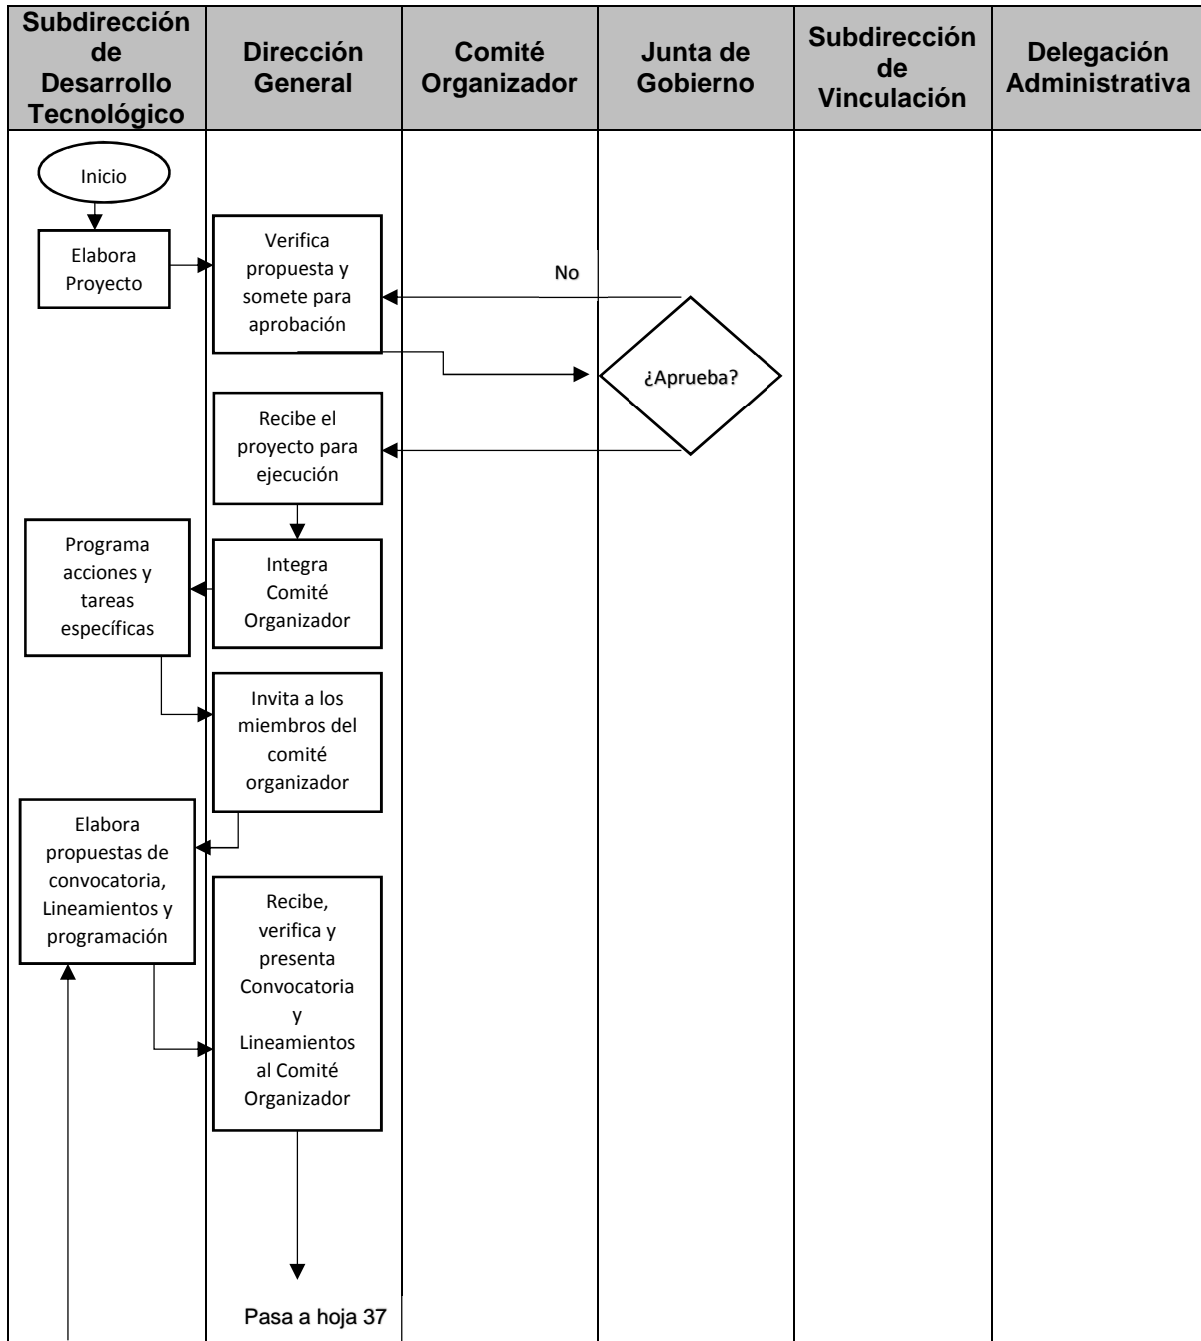 Subdirección
de
Desarrollo
Tecnológico
Dirección
General
Comité
Organizador
Junta de
Gobierno
Subdirección
de
Vinculación
Delegación
Administrativa
Inicio
Elabora
Proyecto
Verifica
propuesta y
somete para
aprobación
No
¿Aprueba?
Recibe el
proyecto para
ejecución
Integra
Comité
Organizador
Programa
acciones y
tareas
específicas
Invita a los
miembros del
comité
organizador
Elabora
propuestas de
convocatoria,
Lineamientos y
programación
Recibe,
verifica y
presenta
Convocatoria
y
Lineamientos
al Comité
Organizador
Pasa a hoja 37